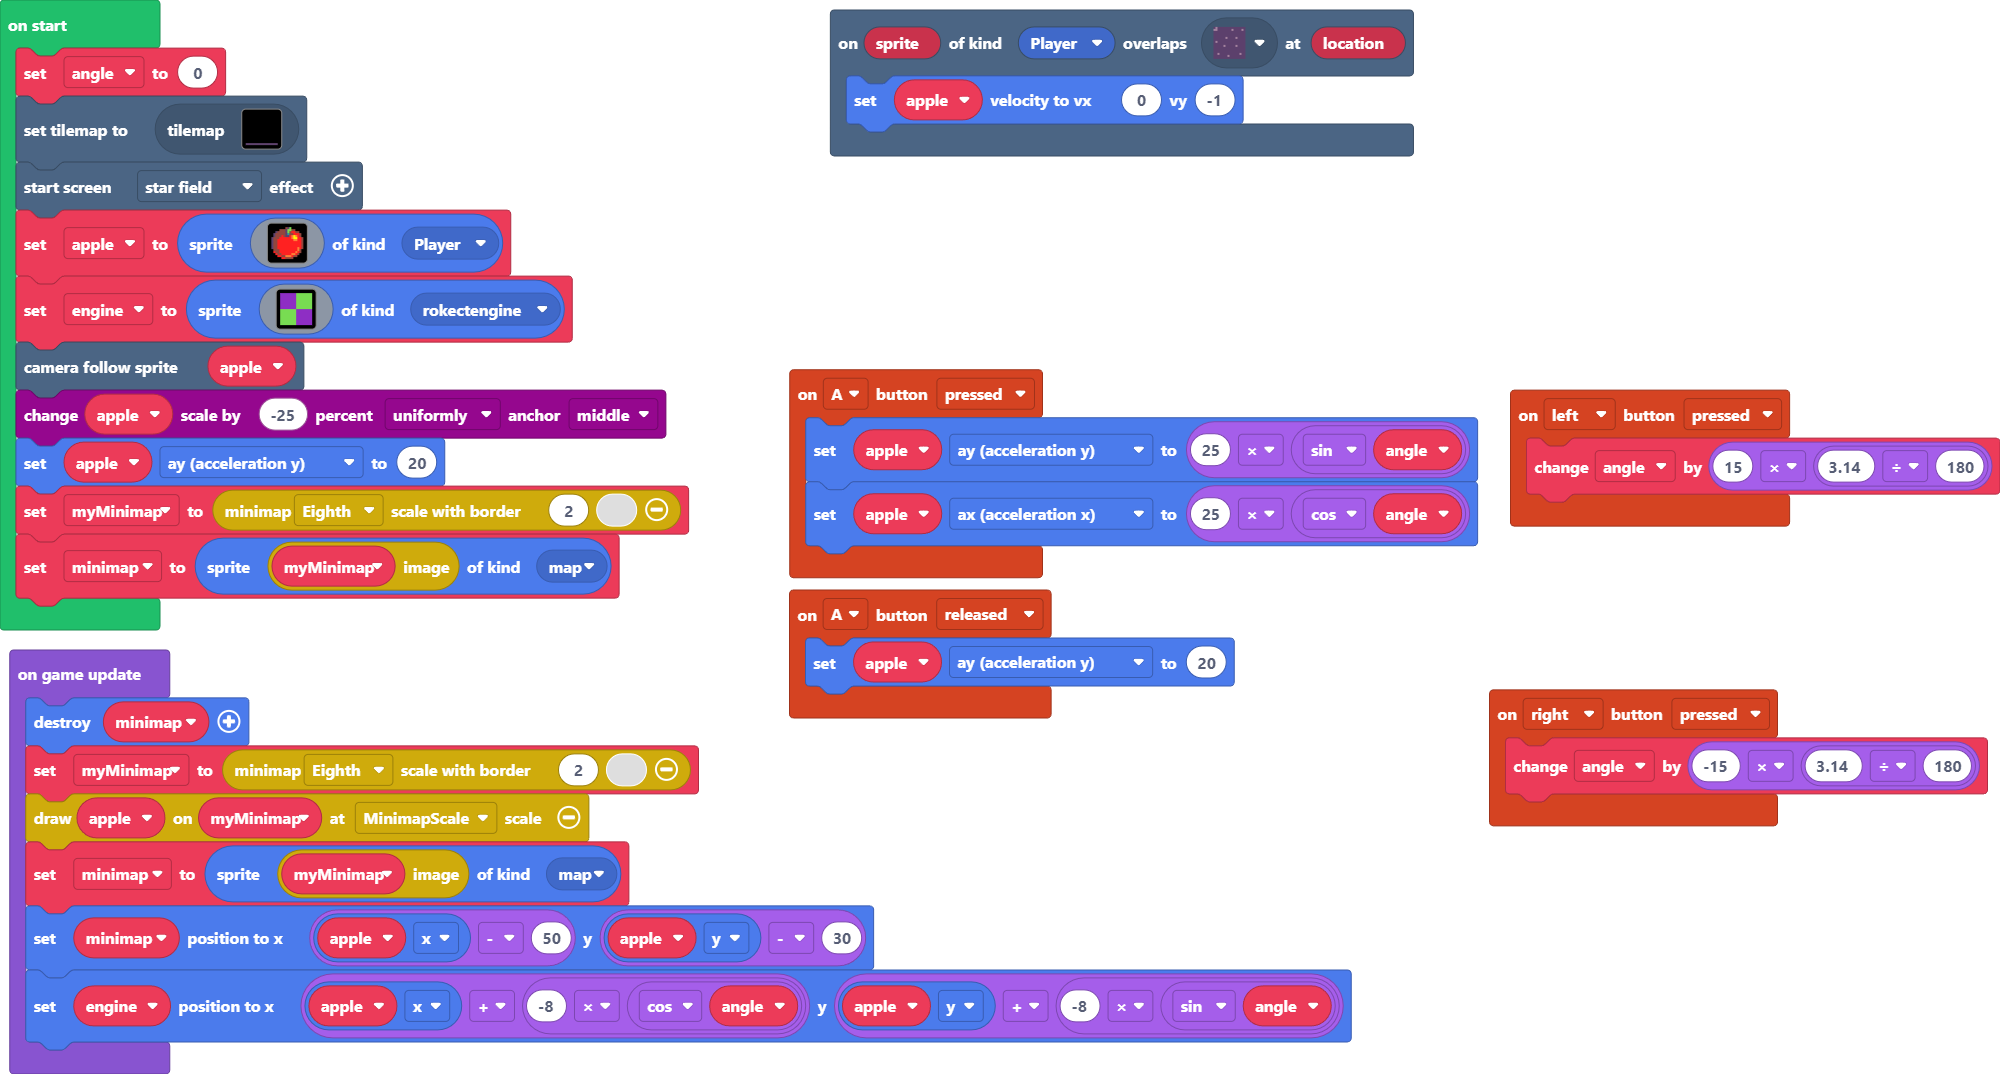 on start
set angle to 0
set tilemap to tilemap
start screen star field effect
set apple to sprite of kind Player
set engine to sprite of kind rokectengine
camera follow sprite apple
change apple scale by -25 percent uniformly anchor middle
set apple ay (acceleration y) to 20
set myMinimap to minimap Eighth scale with border 2
set minimap to sprite myMinimap image of kind map
on game update
destroy minimap
set myMinimap to minimap Eighth scale with border 2
draw apple on myMinimap at MinimapScale scale
set minimap to sprite myMinimap image of kind map
set minimap position to x apple x - 50 y apple y - 30
set engine position to x apple x + -8 × cos angle y apple y + -8 × sin angle
on sprite of kind Player overlaps at location
set apple velocity to vx 0 vy -1
on A button pressed
set apple ay (acceleration y) to 25 × sin angle
set apple ax (acceleration x) to 25 × cos angle
on A button released
set apple ay (acceleration y) to 20
on left button pressed
change angle by 15 × 3.14 ÷ 180
on right button pressed
change angle by -15 × 3.14 ÷ 180